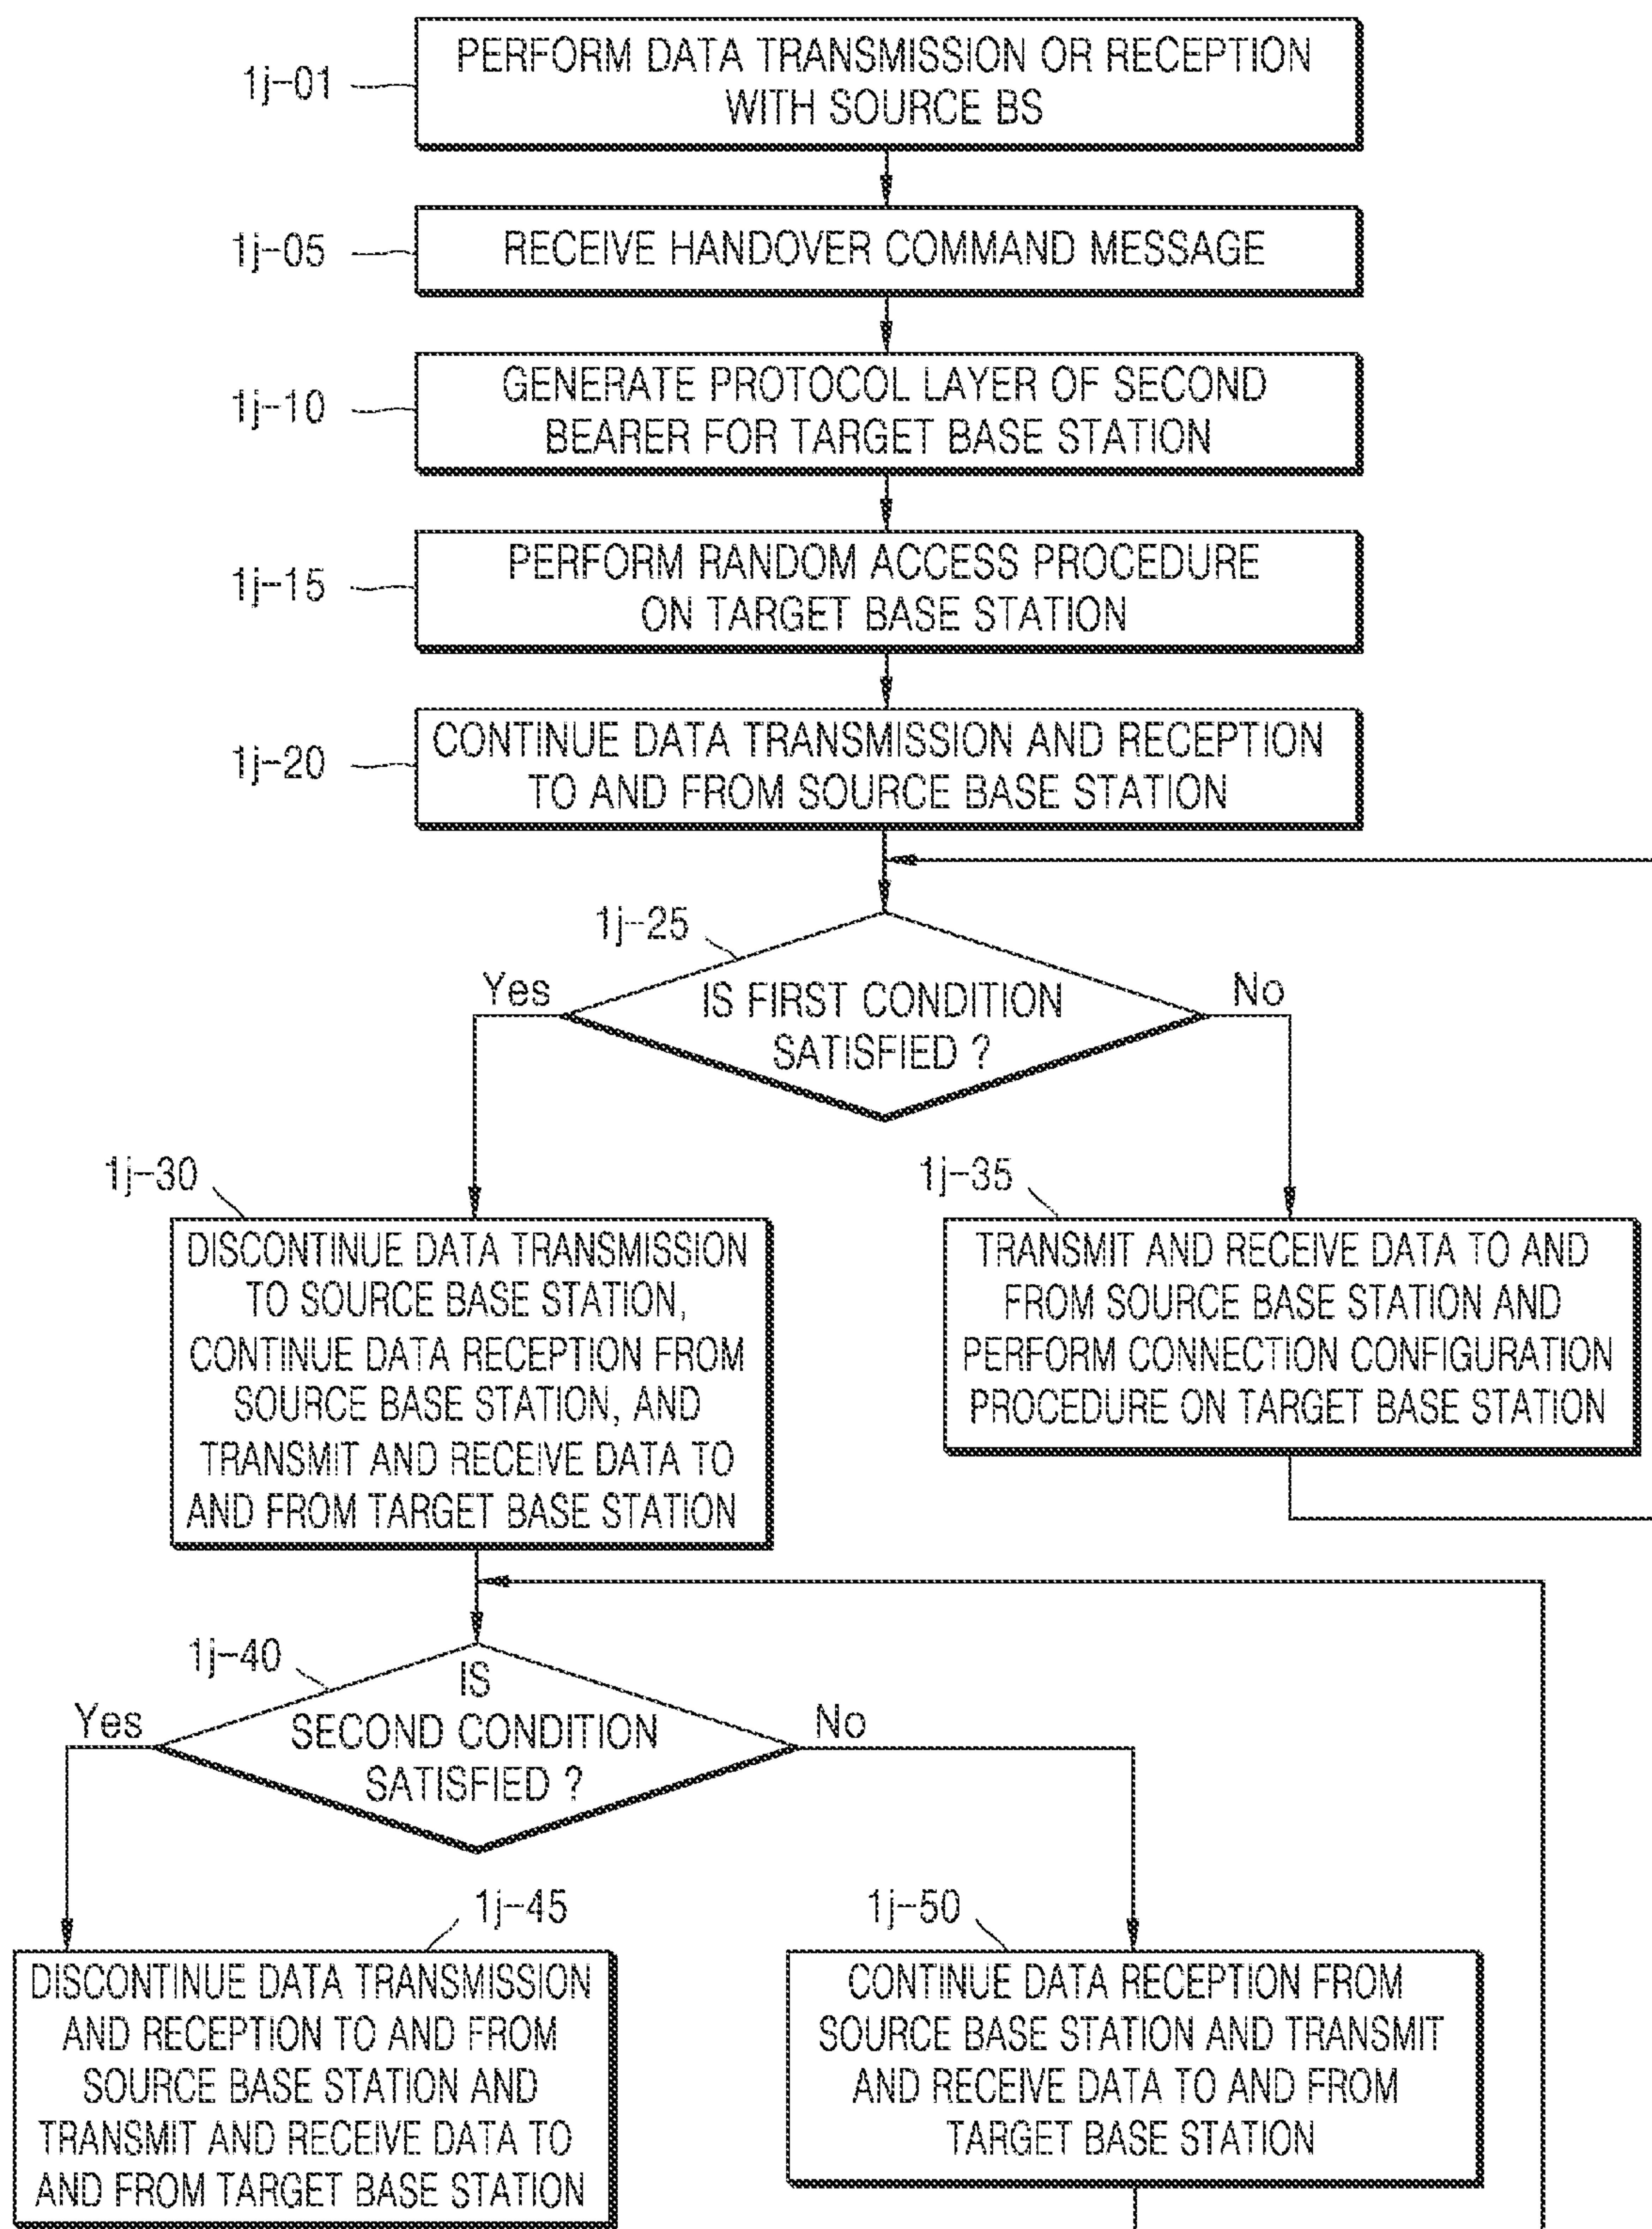 1j-01
PERFORM DATA TRANSMISSION OR RECEPTION
WITH SOURCE BS
1j-05
RECEIVE HANDOVER COMMAND MESSAGE
1j-10
GENERATE PROTOCOL LAYER OF SECOND
BEARER FOR TARGET BASE STATION
1j-15
PERFORM RANDOM ACCESS PROCEDURE
ON TARGET BASE STATION
1j-20
CONTINUE DATA TRANSMISSION AND RECEPTION
TO AND FROM SOURCE BASE STATION
1j-25
Yes
IS FIRST CONDITION
SATISFIED ?
No
1j-30
DISCONTINUE DATA TRANSMISSION
TO SOURCE BASE STATION,
CONTINUE DATA RECEPTION FROM
SOURCE BASE STATION, AND
TRANSMIT AND RECEIVE DATA TO
AND FROM TARGET BASE STATION
1j-35
TRANSMIT AND RECEIVE DATA TO AND
FROM SOURCE BASE STATION AND
PERFORM CONNECTION CONFIGURATION
PROCEDURE ON TARGET BASE STATION
1j-40
Yes
IS
SECOND CONDITION
SATISFIED ?
No
1j-45
DISCONTINUE DATA TRANSMISSION
AND RECEPTION TO AND FROM
SOURCE BASE STATION AND
TRANSMIT AND RECEIVE DATA TO
AND FROM TARGET BASE STATION
1j-50
CONTINUE DATA RECEPTION FROM
SOURCE BASE STATION AND TRANSMIT
AND RECEIVE DATA TO AND FROM
TARGET BASE STATION